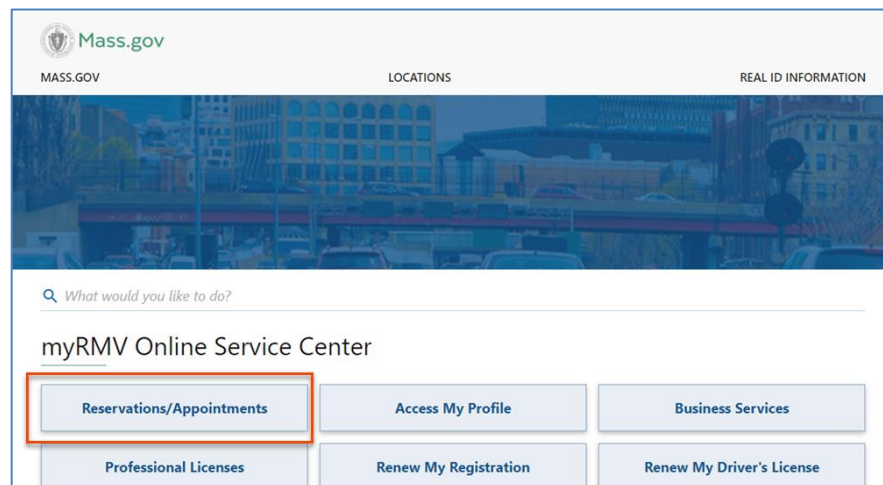 Mass.gov
MASS.GOV LOCATIONS REAL ID INFORMATION
What would you like to do?
myRMV Online Service Center
Reservations/Appointments Access My Profile Business Services
Professional Licenses Renew My Registration Renew My Driver's License